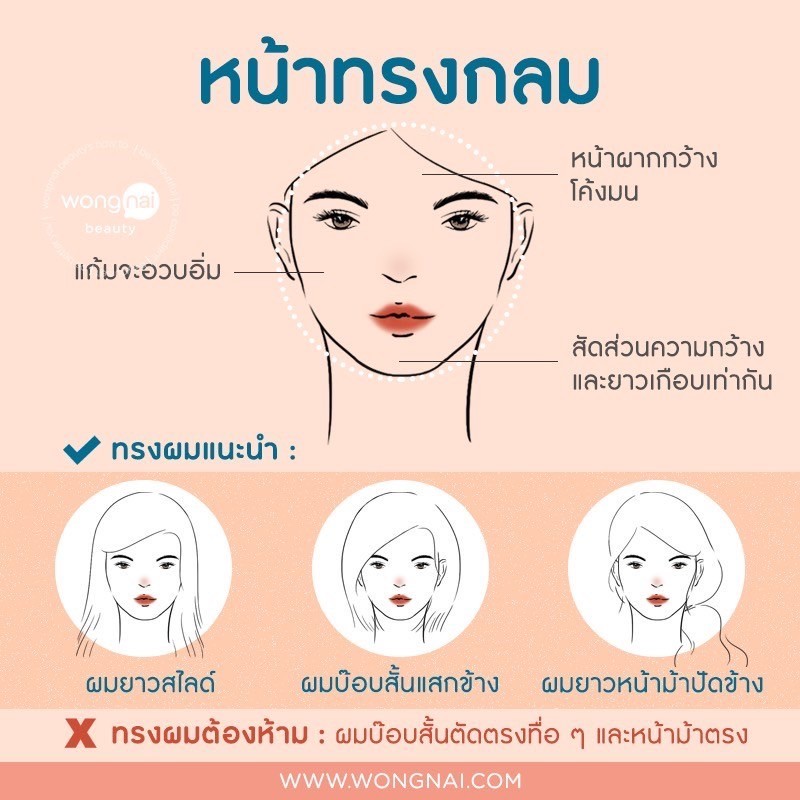 หน้าทรงกลม
หน้าผากกว้าง
โค้งมน
wongnai
beauty
แก้มจะอวบอิ่ม
สัดส่วนความกว้าง
และยาวเกือบเท่ากัน
ทรงผมแนะนำ :
ผมยาวสไลด์
ผมบ๊อบสั้นแสกข้าง
ผมยาวหน้าม้าปัดข้าง
X ทรงผมต้องห้าม : ผมบ๊อบสั้นตัดตรงทื่อ ๆ และหน้าม้าตรง
WWW.WONGNAI.COM